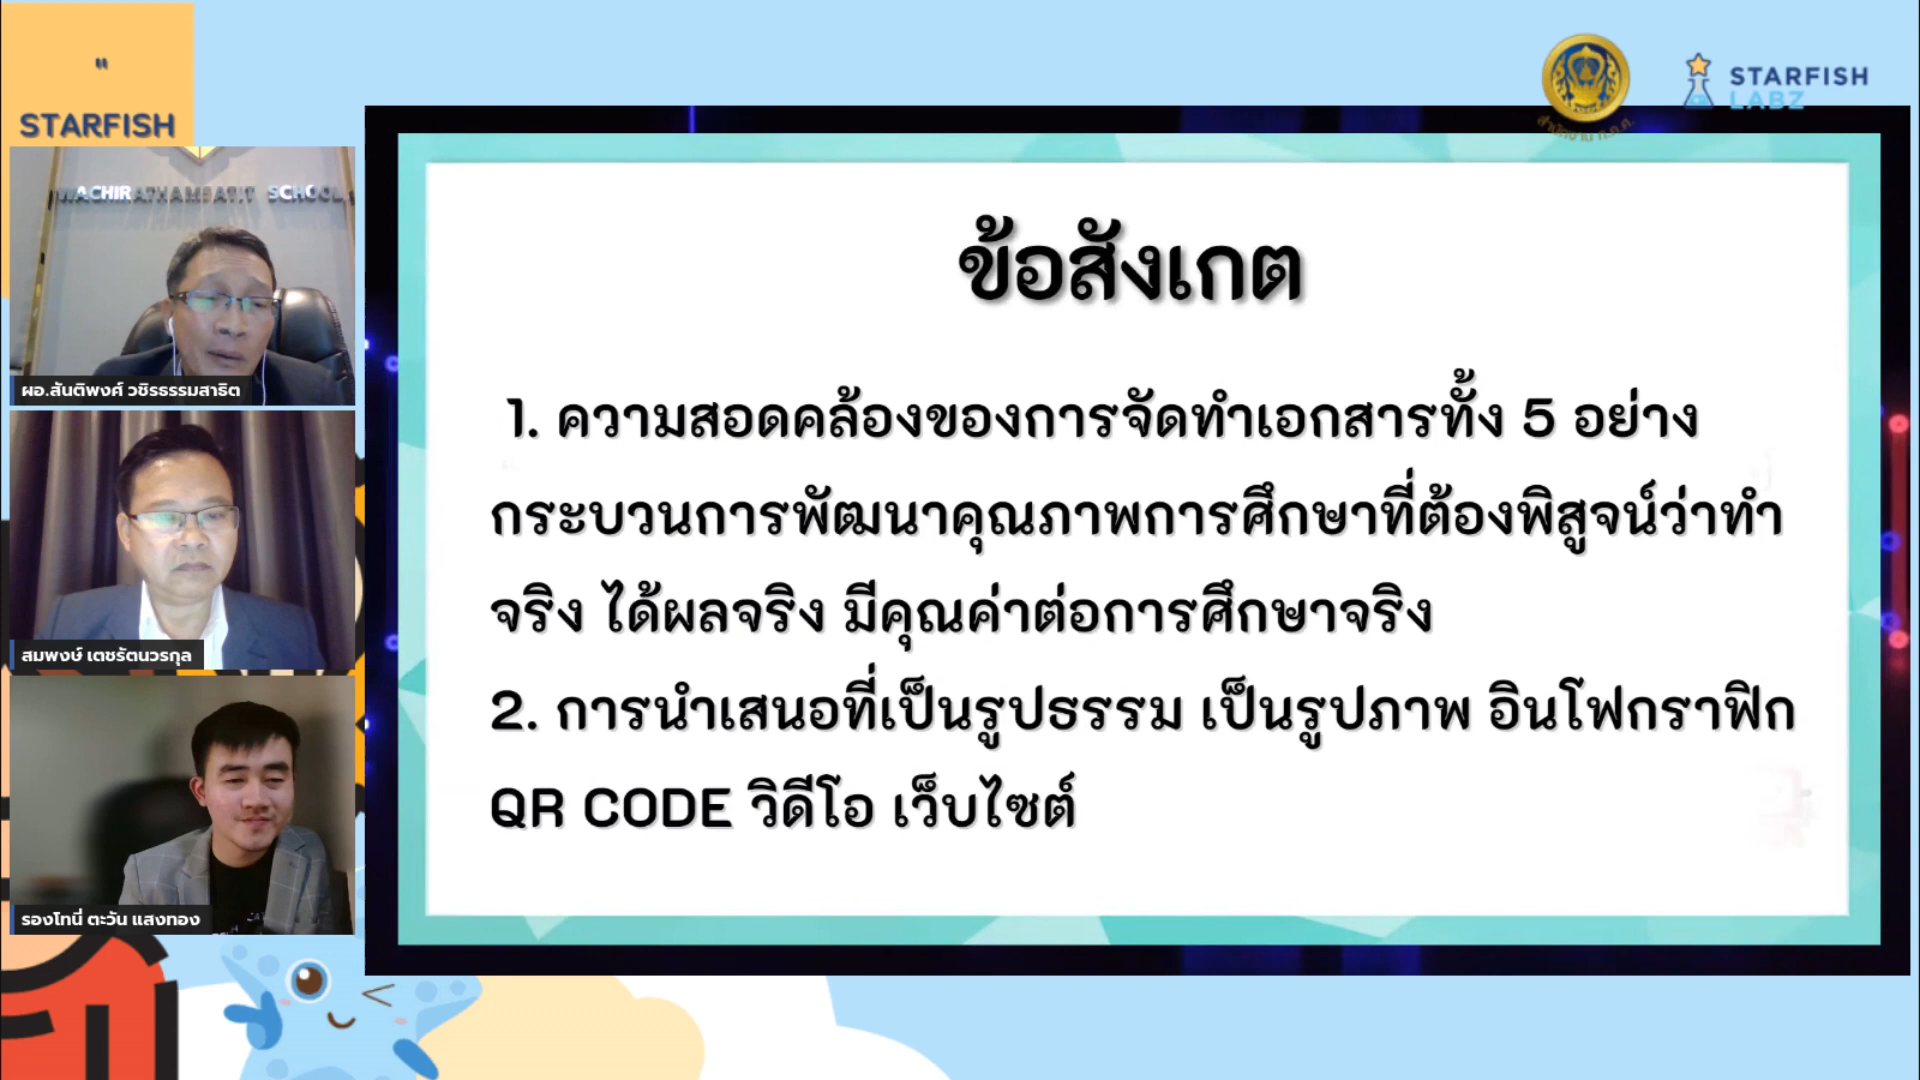 "
STARFISH
WACHIRATHAMSATIT SCHOOL
ผอ.สันติพงศ์ วชิรธรรมสาธิต
สมพงษ์ เตชรัตนวรกุล
รองโทนี่ ตะวัน แสงทอง
สำนักงาน ก.ค.ศ.
STARFISH
LABZ
ข้อสังเกต
1. ความสอดคล้องของการจัดทำเอกสารทั้ง 5 อย่าง
กระบวนการพัฒนาคุณภาพการศึกษาที่ต้องพิสูจน์ว่าทำ
จริง ได้ผลจริง มีคุณค่าต่อการศึกษาจริง
2. การนำเสนอที่เป็นรูปธรรม เป็นรูปภาพ อินโฟกราฟิก
QR CODE วิดีโอ เว็บไซต์